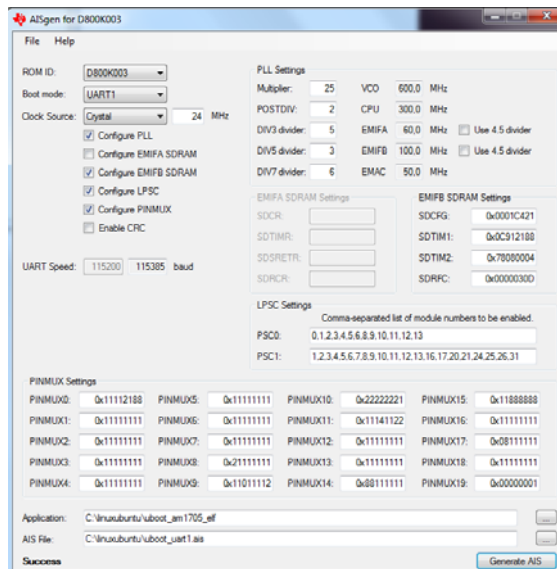 AISgen for D800K003
File Help
ROM ID: D800K003
Boot mode: UART1
Clock Source: Crystal 24 MHz
Configure PLL
Configure EMIFA SDRAM
Configure EMIFB SDRAM
Configure LPSC
Configure PINMUX
Enable CRC
UART Speed: 115200 115385 baud
PLL Settings
Multiplier: 25 VCO 600,0 MHz
POSTDIV: 2 CPU 300,0 MHz
DIV3 divider: 5 EMIFA 60,0 MHz Use 4.5 divider
DIV5 divider: 3 EMIFB 100,0 MHz Use 4.5 divider
DIV7 divider: 6 EMAC 50,0 MHz
EMIFA SDRAM Settings
SDCR:
SDTIMR:
SDSRETR:
SDRCR:
EMIFB SDRAM Settings
SDCFG: 0x0001C421
SDTIM1: 0x0C912188
SDTIM2: 0x78080004
SDRFC: 0x0000030D
LPSC Settings
Comma-separated list of module numbers to be enabled.
PSC0: 0,1,2,3,4,5,6,8,9,10,11,12,13
PSC1: 1,2,3,4,5,6,7,8,9,10,11,12,13,16,17,20,21,24,25,26,31
PINMUX Settings
PINMUX0: 0x11112188 PINMUX5: 0x11111111 PINMUX10: 0x22222221 PINMUX15: 0x11888888
PINMUX1: 0x11111111 PINMUX6: 0x11111111 PINMUX11: 0x11141122 PINMUX16: 0x11111111
PINMUX2: 0x11111111 PINMUX7: 0x11111111 PINMUX12: 0x11111111 PINMUX17: 0x08111111
PINMUX3: 0x11111111 PINMUX8: 0x21111111 PINMUX13: 0x11111111 PINMUX18: 0x11111111
PINMUX4: 0x11111111 PINMUX9: 0x11011112 PINMUX14: 0x88111111 PINMUX19: 0x00000001
Application: C:\linuxubuntu\uboot_am1705_elf ...
AIS File: C:\linuxubuntu\uboot_uart1.ais ...
Success Generate AIS